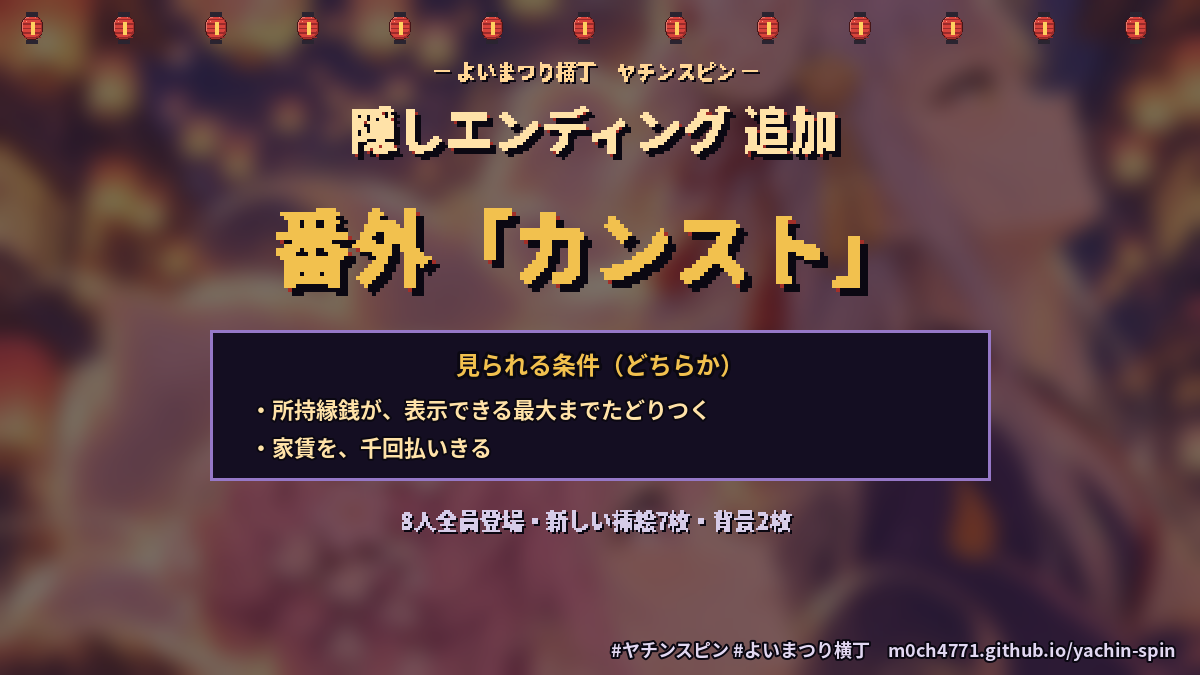 ― よいまつり横丁　ヤチンスピン ―
隠しエンディング 追加
番外「カンスト」
見られる条件（どちらか）
・所持縁銭が、表示できる最大までたどりつく
・家賃を、千回払いきる
8人全員登場・新しい挿絵7枚・背景2枚
#ヤチンスピン #よいまつり横丁　m0ch4771.github.io/yachin-spin